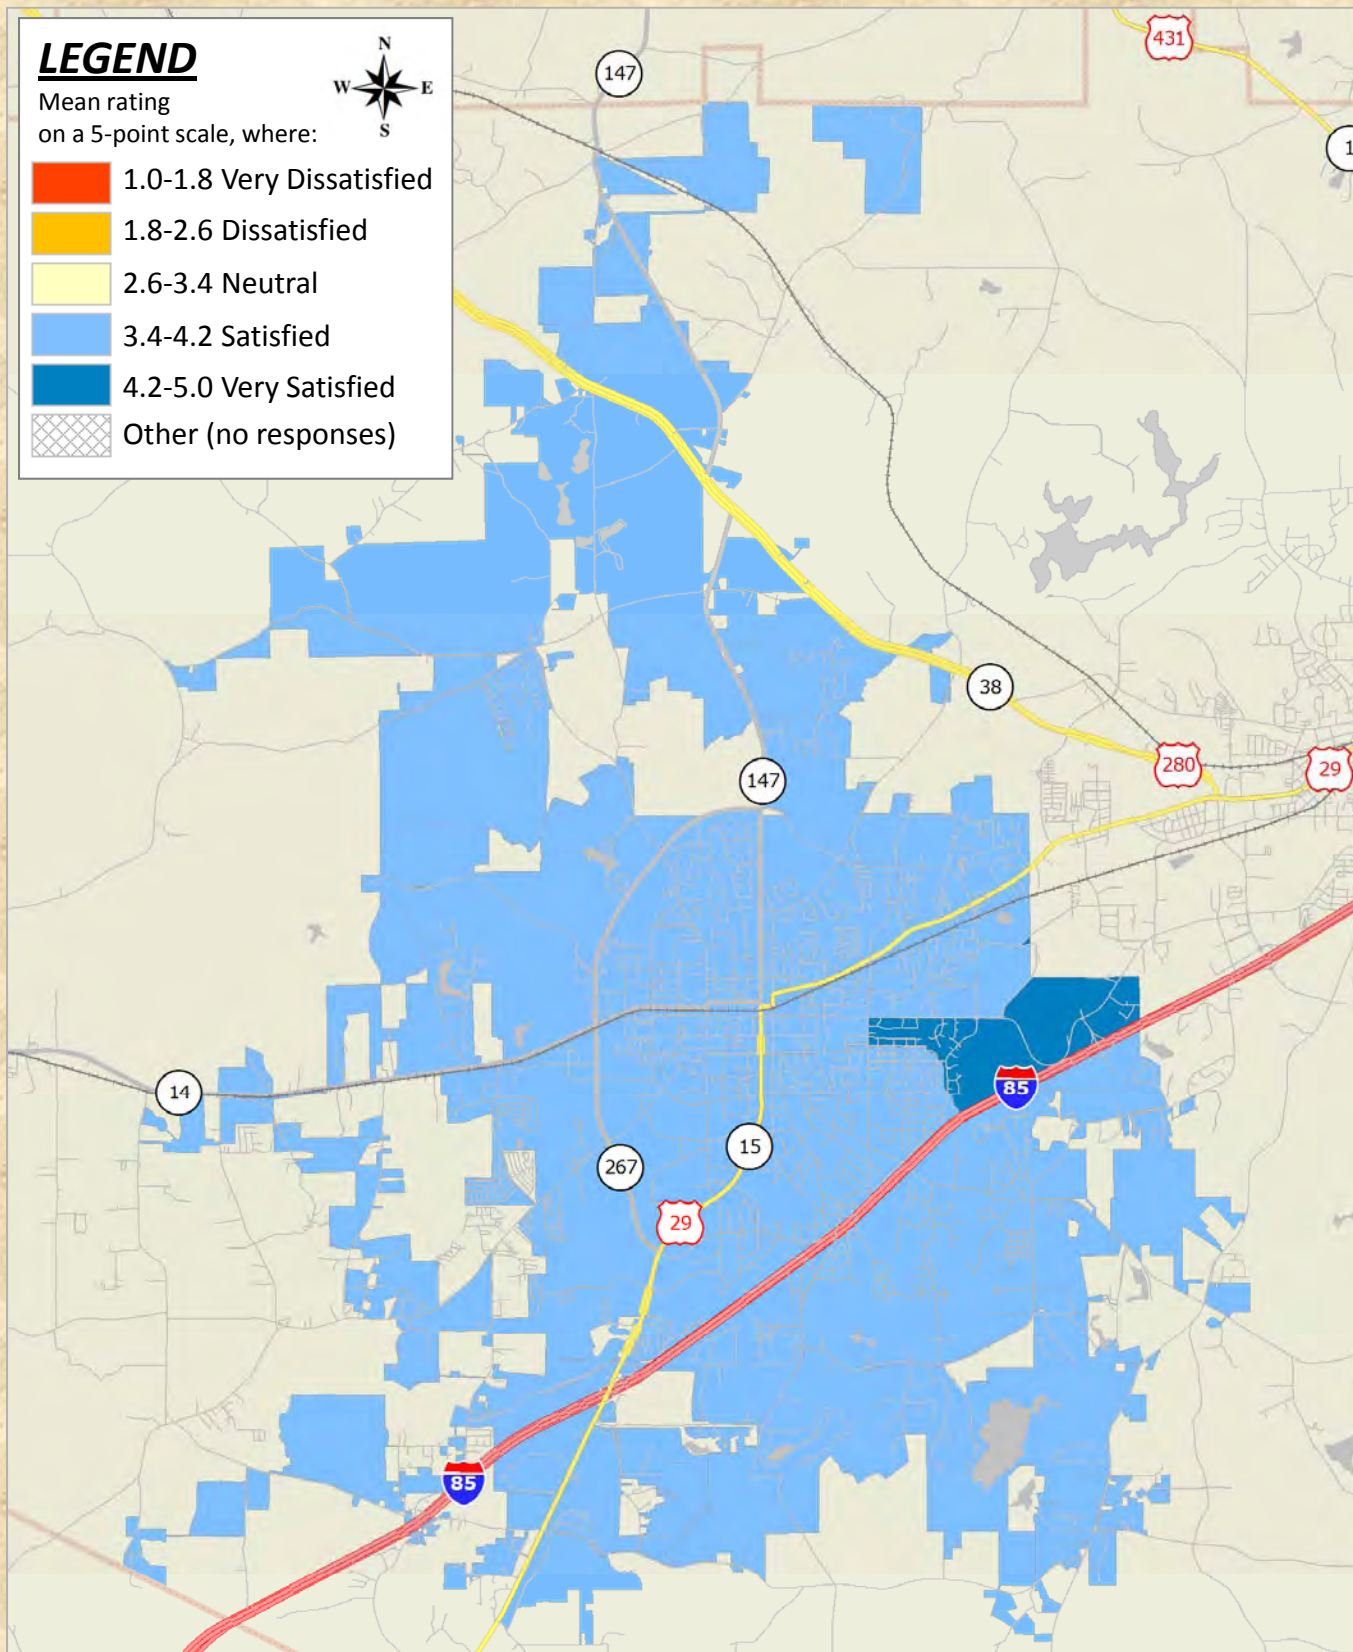 LEGEND
N
W E
S
Mean rating
on a 5-point scale, where:
1.0-1.8 Very Dissatisfied
1.8-2.6 Dissatisfied
2.6-3.4 Neutral
3.4-4.2 Satisfied
4.2-5.0 Very Satisfied
Other (no responses)
431
147
1
38
280
29
147
85
14
15
267
29
85